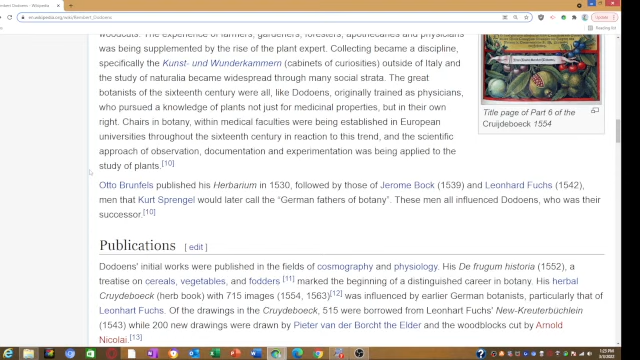 en.wikipedia.org/wiki/Rembert_Dodoens
Update
Reading list
woodcuts. The experience of farmers, gardeners, foresters, apothecaries and physicians
was being supplemented by the rise of the plant expert. Collecting became a discipline,
specifically the Kunst- und Wunderkammern (cabinets of curiosities) outside of Italy and
the study of naturalia became widespread through many social strata. The great
botanists of the sixteenth century were all, like Dodoens, originally trained as physicians,
who pursued a knowledge of plants not just for medicinal properties, but in their own
right. Chairs in botany, within medical faculties were being established in European
universities throughout the sixteenth century in reaction to this trend, and the scientific
approach of observation, documentation and experimentation was being applied to the
study of plants.[10]
Title page of Part 6 of the
Cruijdeboeck 1554
Otto Brunfels published his Herbarium in 1530, followed by those of Jerome Bock (1539) and Leonhard Fuchs (1542),
men that Kurt Sprengel would later call the "German fathers of botany". These men all influenced Dodoens, who was their
successor.[10]
Publications [ edit ]
Dodoens' initial works were published in the fields of cosmography and physiology. His De frugum historia (1552), a
treatise on cereals, vegetables, and fodders [11] marked the beginning of a distinguished career in botany. His herbal
Cruydeboeck (herb book) with 715 images (1554, 1563)[12] was influenced by earlier German botanists, particularly that of
Leonhart Fuchs. Of the drawings in the Cruydeboeck, 515 were borrowed from Leonhart Fuchs' New-Kreuterbüchlein
(1543) while 200 new drawings were drawn by Pieter van der Borcht the Elder and the woodblocks cut by Arnold
Nicolai.[13]
1:23 PM